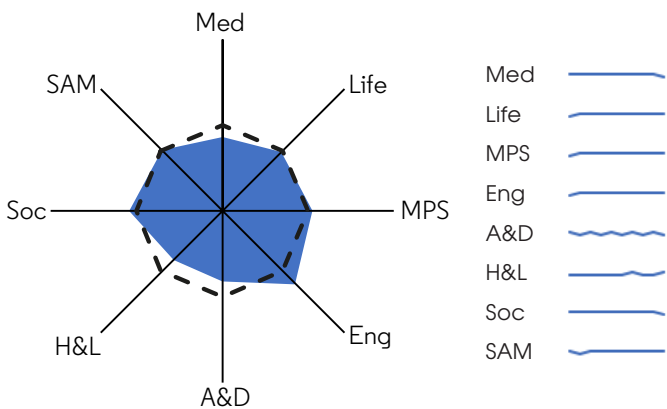 Med
SAM
Life
Soc
MPS
H&L
Eng
A&D
Med
Life
MPS
Eng
A&D
H&L
Soc
SAM